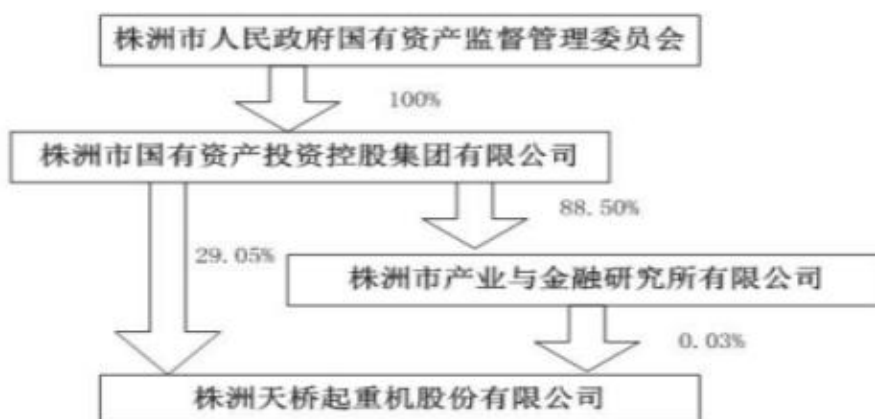 株洲市人民政府国有资产监督管理委员会
100%
株洲市国有资产投资控股集团有限公司
88.50%
29.05%
株洲市产业与金融研究所有限公司
0.03%
株洲天桥起重机股份有限公司